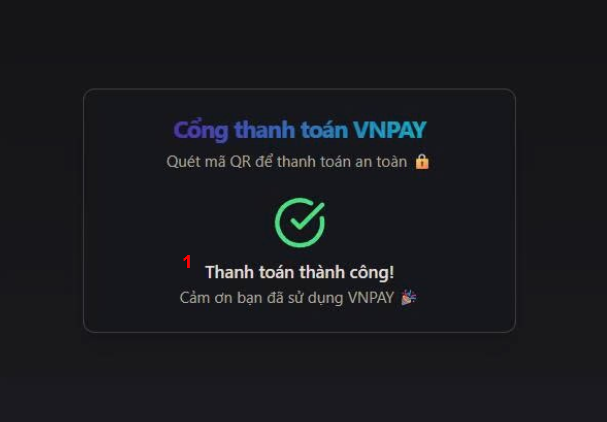 Cổng thanh toán VNPAY
Quét mã QR để thanh toán an toàn 🔒
1
Thanh toán thành công!
Cảm ơn bạn đã sử dụng VNPAY 🎉